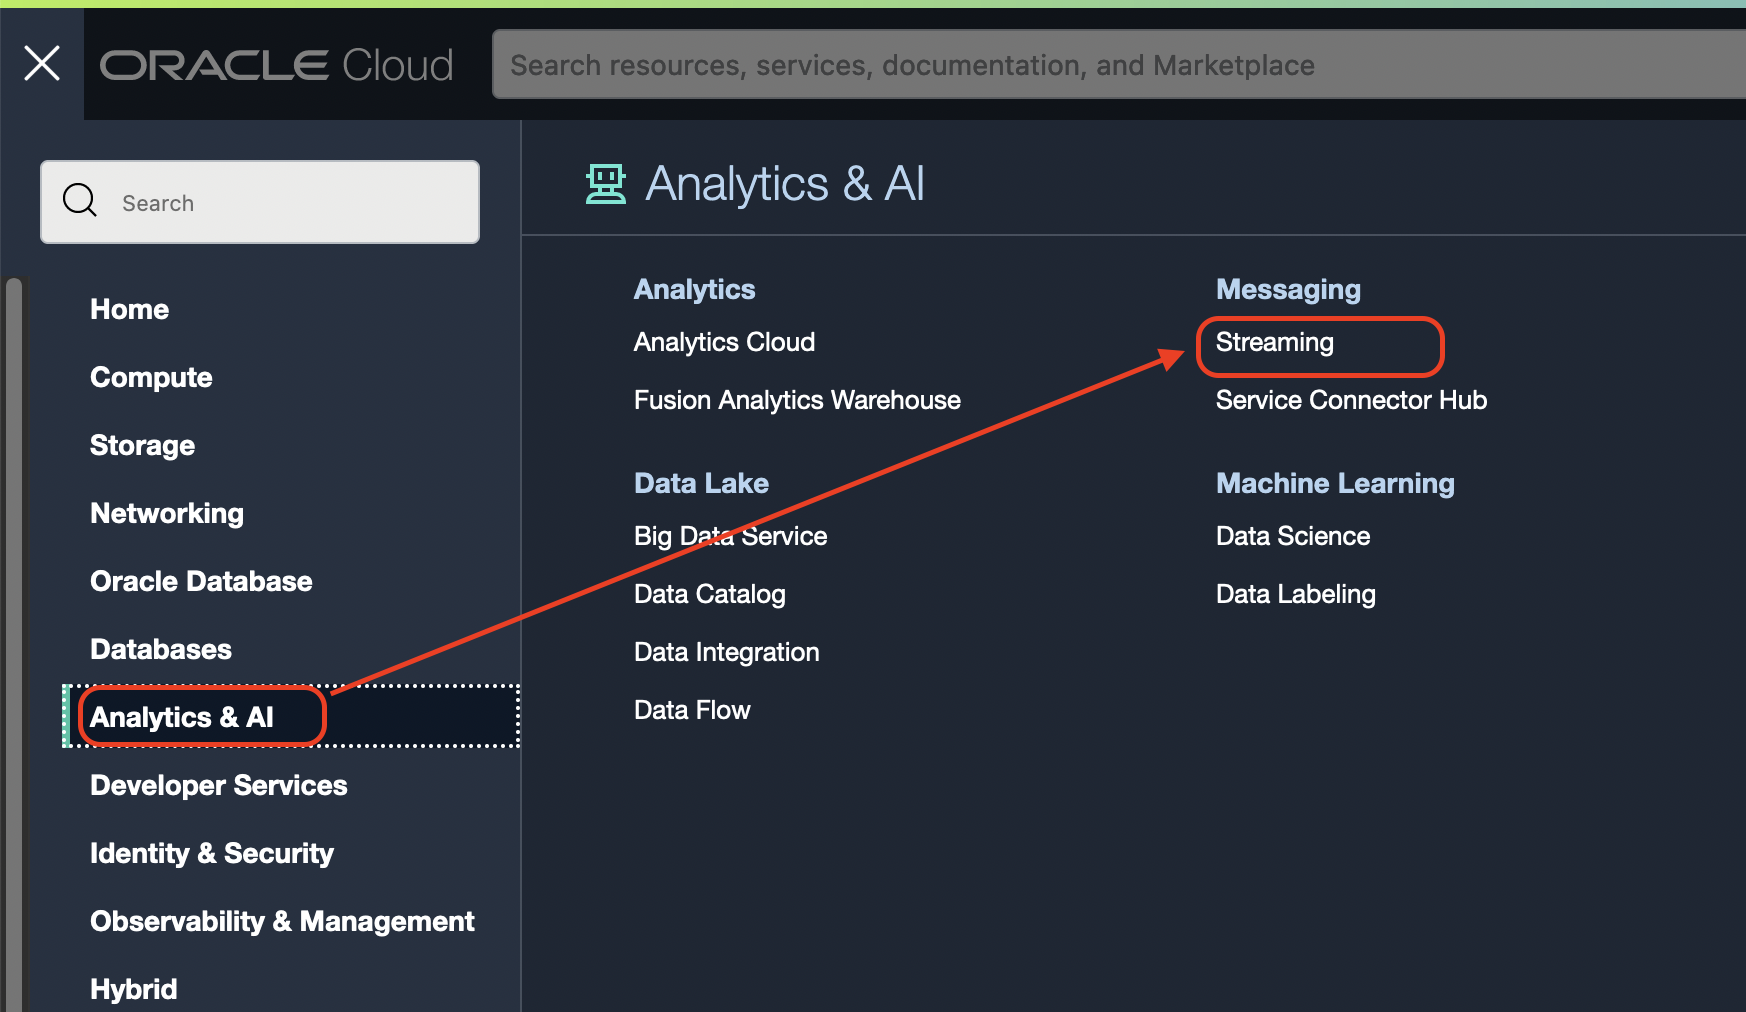 ORACLE Cloud
Search resources, services, documentation, and Marketplace
Search
Home
Compute
Storage
Networking
Oracle Database
Databases
Analytics & AI
Developer Services
Identity & Security
Observability & Management
Hybrid
Analytics & AI
Analytics
Analytics Cloud
Fusion Analytics Warehouse
Data Lake
Big Data Service
Data Catalog
Data Integration
Data Flow
Messaging
Streaming
Service Connector Hub
Machine Learning
Data Science
Data Labeling